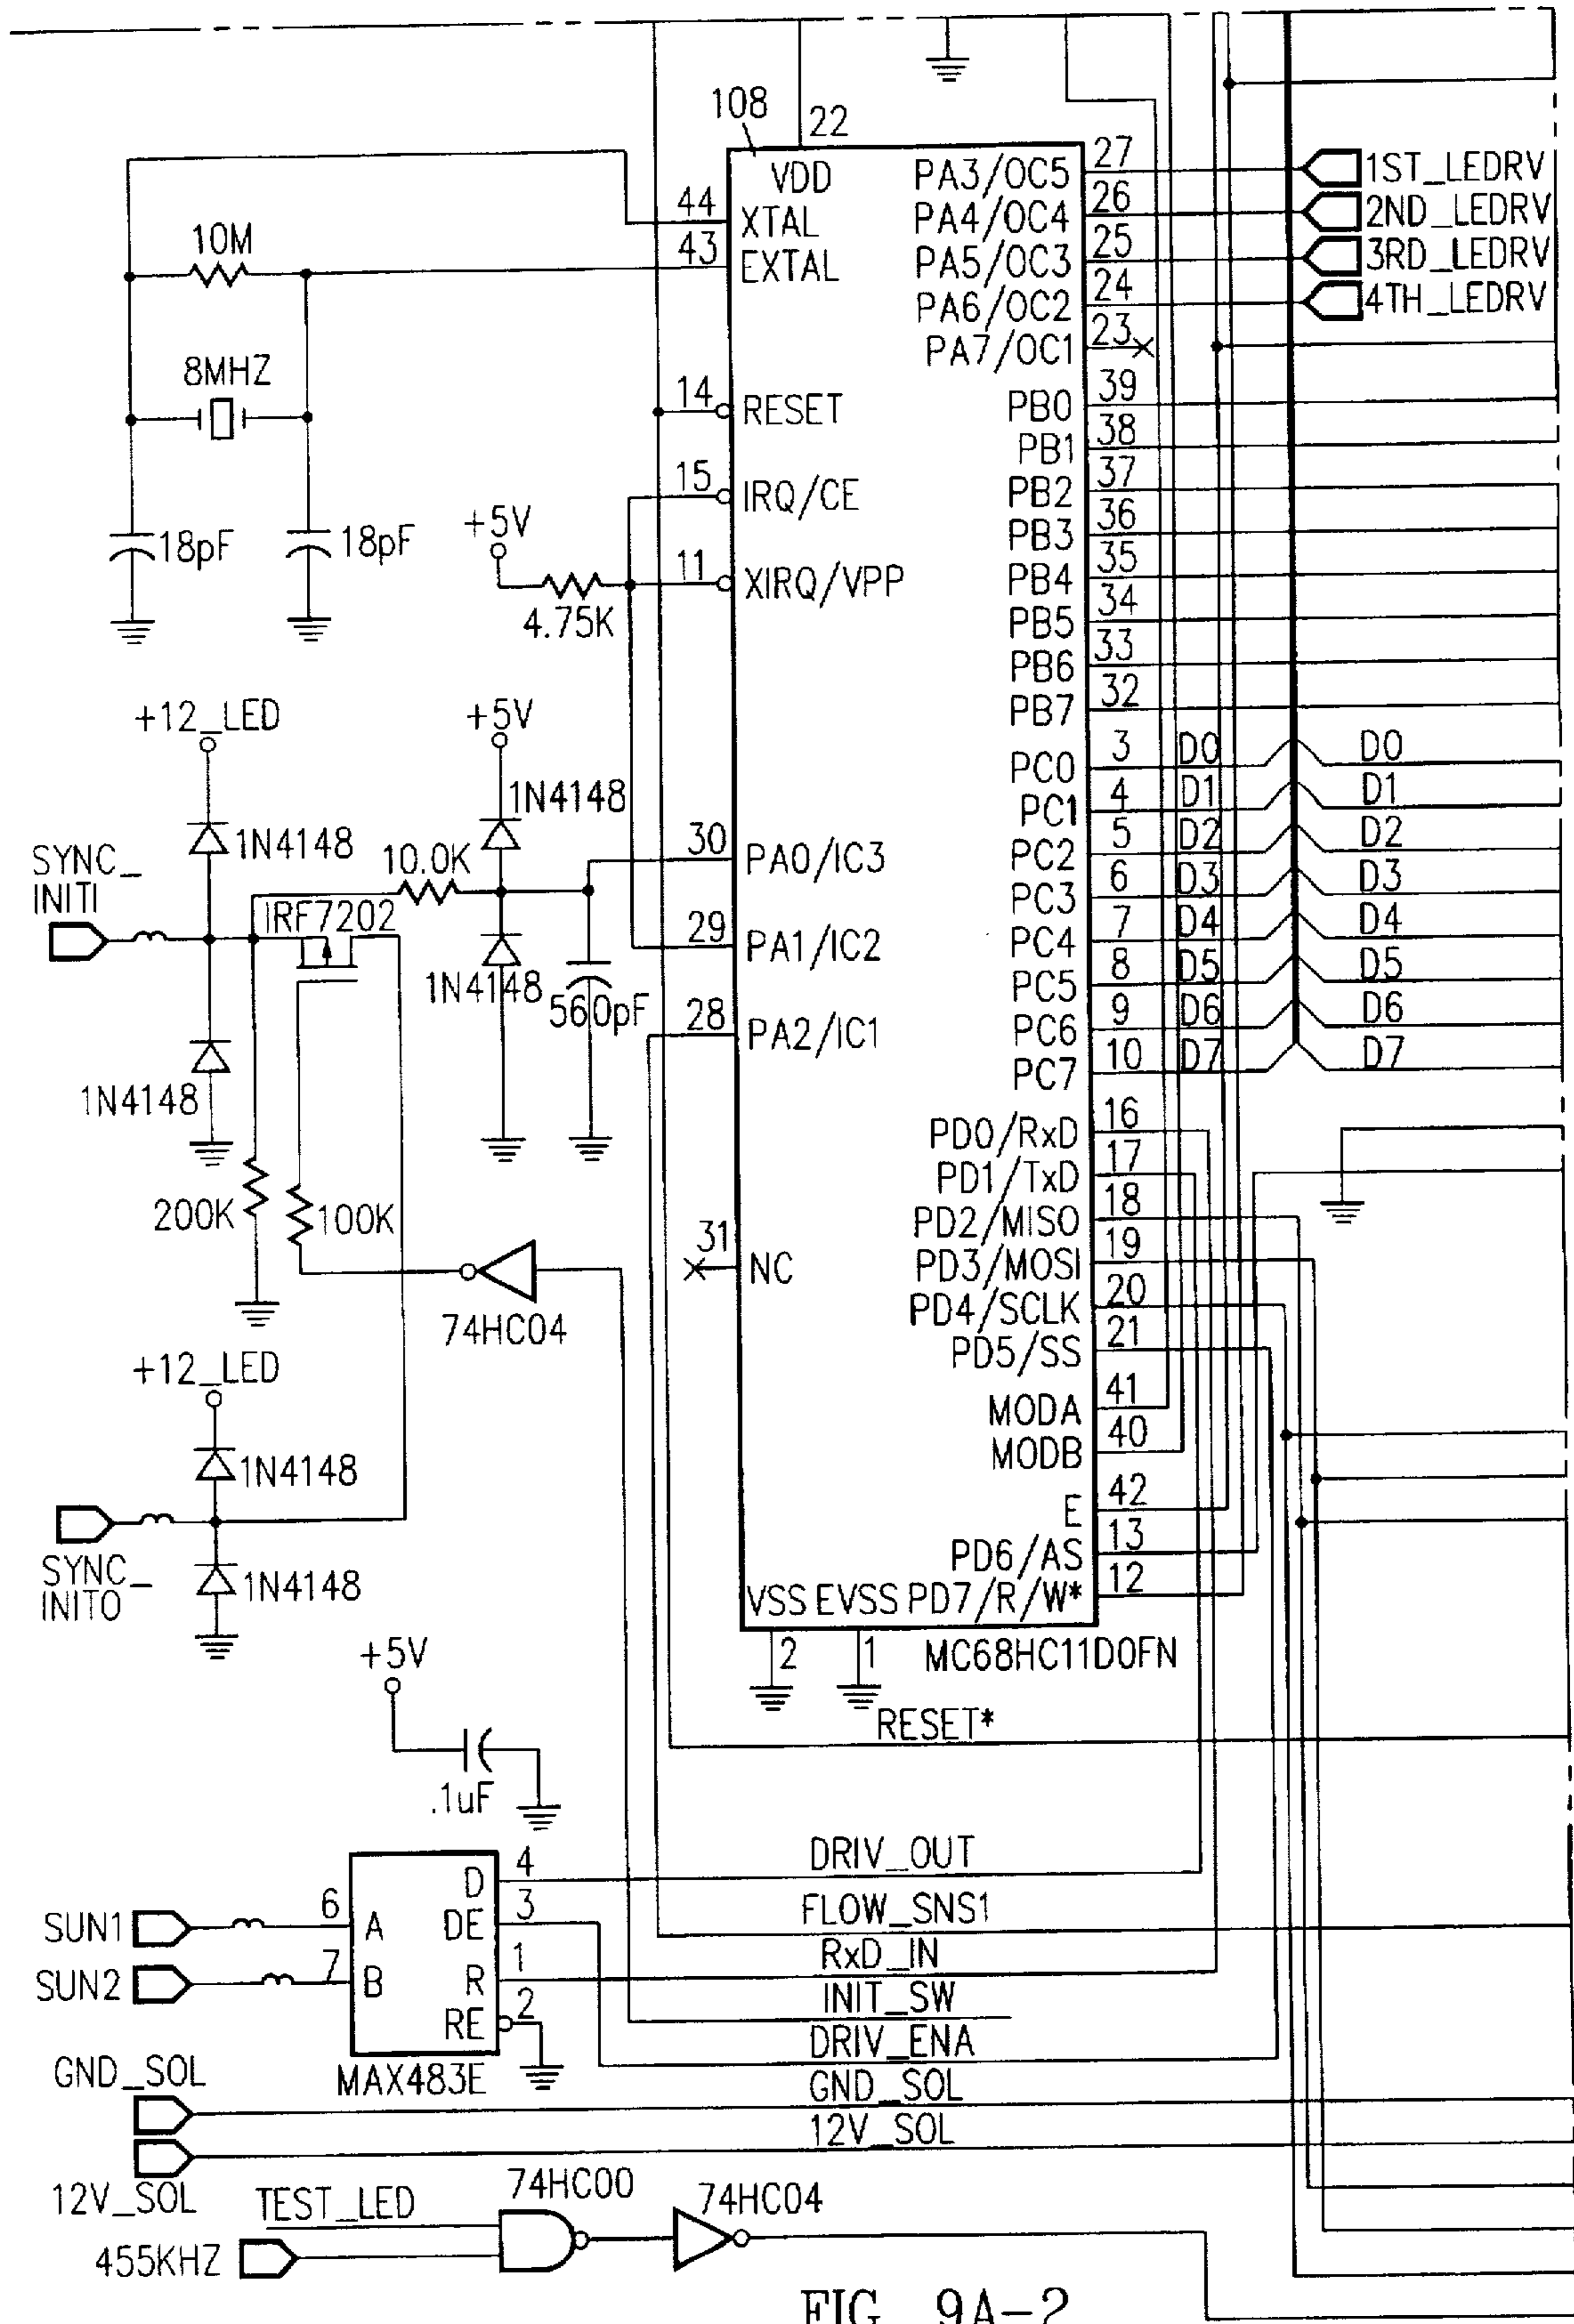 108
22
VDD
44
XTAL
43
EXTAL
10M
8MHZ
18pF
18pF
14
RESET
15
IRQ/CE
+5V
11
XIRQ/VPP
4.75K
PA3/OC5
27
1ST_LEDRV
PA4/OC4
26
2ND_LEDRV
PA5/OC3
25
3RD_LEDRV
PA6/OC2
24
4TH_LEDRV
PA7/OC1
23
PB0
39
PB1
38
PB2
37
PB3
36
PB4
35
PB5
34
PB6
33
PB7
32
PC0
3
D0
D0
PC1
4
D1
D1
PC2
5
D2
D2
PC3
6
D3
D3
PC4
7
D4
D4
PC5
8
D5
D5
PC6
9
D6
D6
PC7
10
D7
D7
+12_LED
+5V
1N4148
1N4148
10.0K
SYNC_
INITI
IRF7202
30
PA0/IC3
29
PA1/IC2
1N4148
560pF
28
PA2/IC1
1N4148
200K
100K
31
NC
74HC04
PD0/RxD
16
PD1/TxD
17
PD2/MISO
18
PD3/MOSI
19
PD4/SCLK
20
PD5/SS
21
MODA
41
MODB
40
E
42
PD6/AS
13
PD7/R/W*
12
+12_LED
1N4148
SYNC_
INITO
1N4148
VSS
EVSS
2
1
MC68HC11D0FN
+5V
.1uF
RESET*
DRIV_OUT
FLOW_SNS1
RxD_IN
INIT_SW
DRIV_ENA
GND_SOL
12V_SOL
SUN1
6
A
D
4
DE
3
SUN2
7
B
R
1
RE
2
MAX483E
GND_SOL
12V_SOL
TEST_LED
74HC00
74HC04
455KHZ
FIG. 9A-2